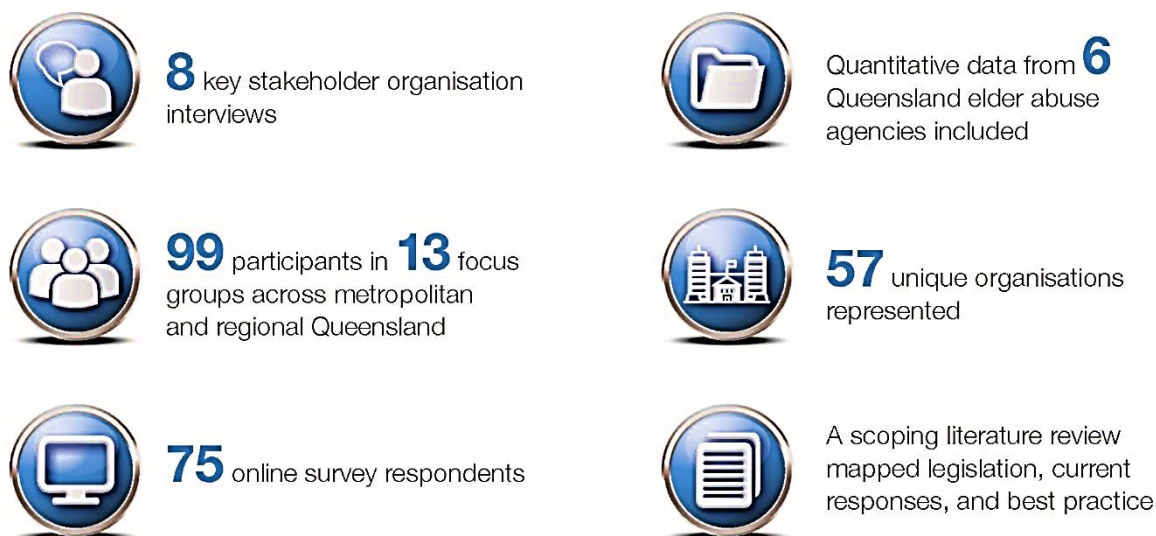 8 key stakeholder organisation
interviews
99 participants in 13 focus
groups across metropolitan
and regional Queensland
75 online survey respondents
Quantitative data from 6
Queensland elder abuse
agencies included
57 unique organisations
represented
A scoping literature review
mapped legislation, current
responses, and best practice